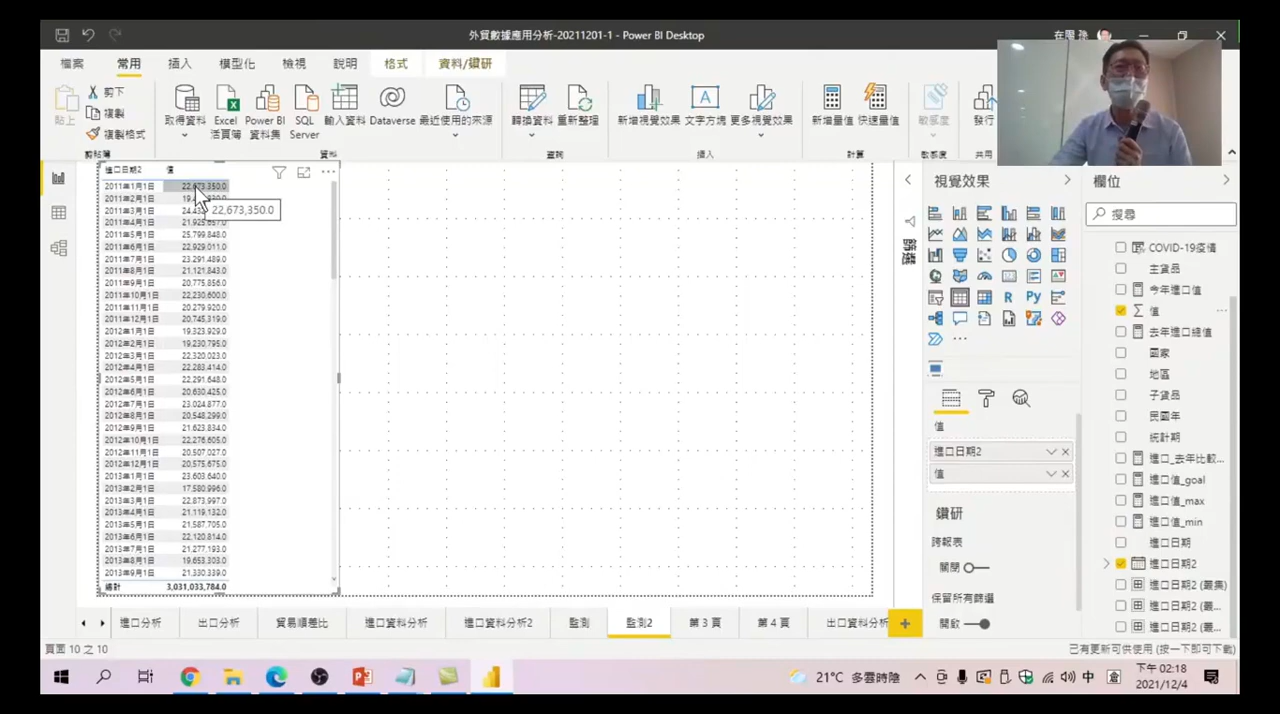 外貿數據應用分析-20211201-1 - Power BI Desktop
檔案 常用 插入 模型化 檢視 說明 格式 資料/鑽研
貼上 剪下 複製 複製格式 取得資料 Excel 活頁簿 Power BI 資料集 SQL Server 輸入資料 Dataverse 最近使用的來源 轉換資料 重新整理 新增視覺效果 文字方塊 更多視覺效果 新增量值 快速量值 敏感度 發行
剪貼簿 資料 查詢 插入 計算 敏感度 共用
進口日期2 值
2011年1月1日 22,673,350.0
2011年2月1日
22,673,350.0
2011年3月1日
2011年4月1日 21,925,657.0
2011年5月1日 25,799,848.0
2011年6月1日 22,929,011.0
2011年7月1日 23,291,489.0
2011年8月1日 21,121,843.0
2011年9月1日 20,775,856.0
2011年10月1日 22,230,600.0
2011年11月1日 20,279,920.0
2011年12月1日 20,745,319.0
2012年1月1日 19,323,929.0
2012年2月1日 19,230,795.0
2012年3月1日 22,320,023.0
2012年4月1日 22,283,414.0
2012年5月1日 22,291,648.0
2012年6月1日 20,630,425.0
2012年7月1日 23,024,877.0
2012年8月1日 20,548,299.0
2012年9月1日 21,623,834.0
2012年10月1日 22,276,605.0
2012年11月1日 20,507,027.0
2012年12月1日 20,575,675.0
2013年1月1日 23,603,640.0
2013年2月1日 17,580,996.0
2013年3月1日 22,873,997.0
2013年4月1日 21,119,132.0
2013年5月1日 21,587,705.0
2013年6月1日 22,120,814.0
2013年7月1日 21,277,193.0
2013年8月1日 19,653,303.0
2013年9月1日 21,330,339.0
總計 3,031,033,784.0
篩選
視覺效果
R Py
值
進口日期2
值
鑽研
跨報表
關閉
保留所有篩選
開啟
欄位
搜尋
COVID-19疫情
主貨品
今年進口值
值
去年進口總值
國家
地區
子貨品
民國年
統計期
進口_去年比較...
進口值_goal
進口值_max
進口值_min
進口日期
進口日期2
進口日期2 (叢集)
進口日期2 (叢...
進口日期2 (叢...
進口分析 出口分析 貿易順差比 進口資料分析 進口資料分析2 監測 監測2 第 3 頁 第 4 頁 出口資料分析
頁面 10 之 10
已有更新可供使用 (按一下即可下載)
21°C 多雲時陰
中
下午 02:18
2021/12/4